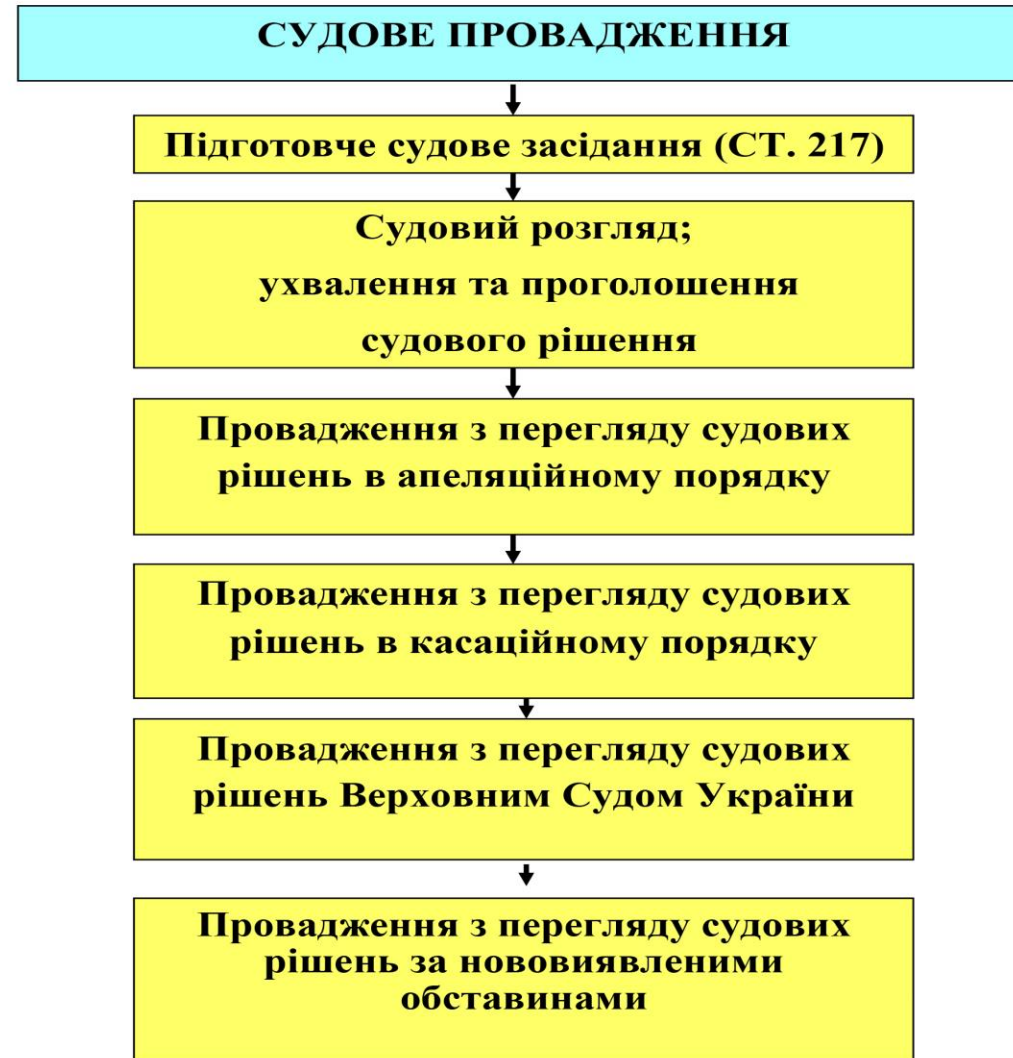 СУДОВЕ ПРОВАДЖЕННЯ
Підготовче судове засідання (СТ. 217)
Судовий розгляд;
ухвалення та проголошення
судового рішення
Провадження з перегляду судових
рішень в апеляційному порядку
Провадження з перегляду судових
рішень в касаційному порядку
Провадження з перегляду судових
рішень Верховним Судом України
Провадження з перегляду судових
рішень за нововиявленими
обставинами